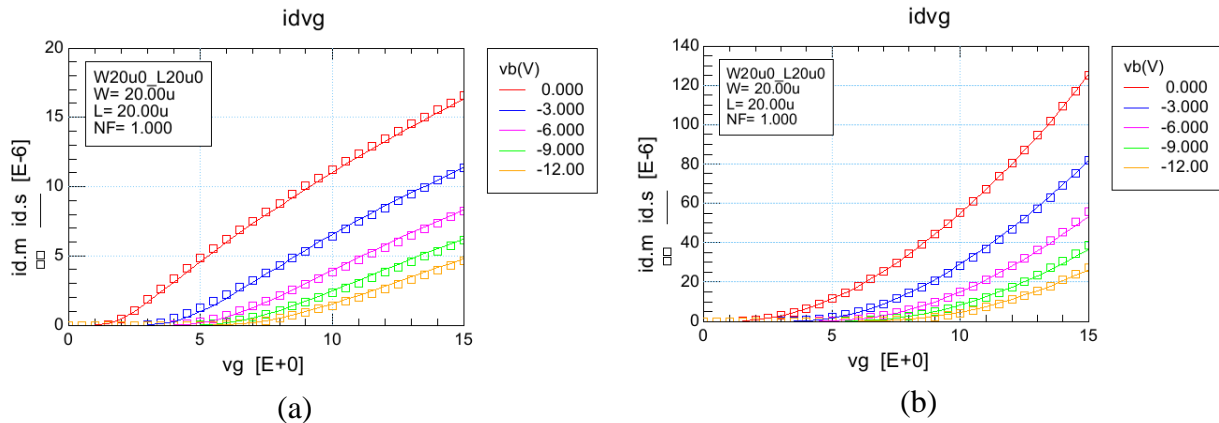 idvg
20
15
10
5
0
id.m id.s [E-6]
W20u0_L20u0
W= 20.00u
L= 20.00u
NF= 1.000
vb(V)
0.000
-3.000
-6.000
-9.000
-12.00
0
5
10
15
vg [E+0]
(a)
idvg
140
120
100
80
60
40
20
0
id.m id.s [E-6]
W20u0_L20u0
W= 20.00u
L= 20.00u
NF= 1.000
vb(V)
0.000
-3.000
-6.000
-9.000
-12.00
0
5
10
15
vg [E+0]
(b)